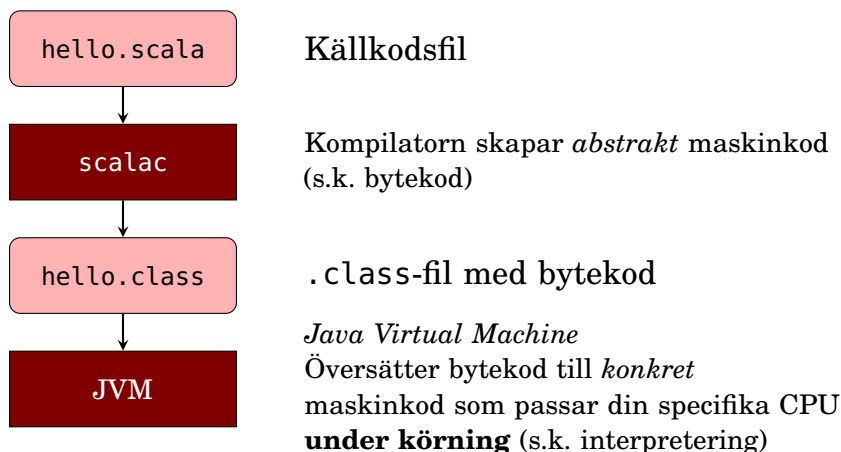 hello.scala
Källkodsfil
scalac
Kompilatorn skapar abstrakt maskinkod
(s.k. bytekod)
hello.class
.class-fil med bytekod
JVM
Java Virtual Machine
Översätter bytekod till konkret
maskinkod som passar din specifika CPU
under körning (s.k. interpretering)